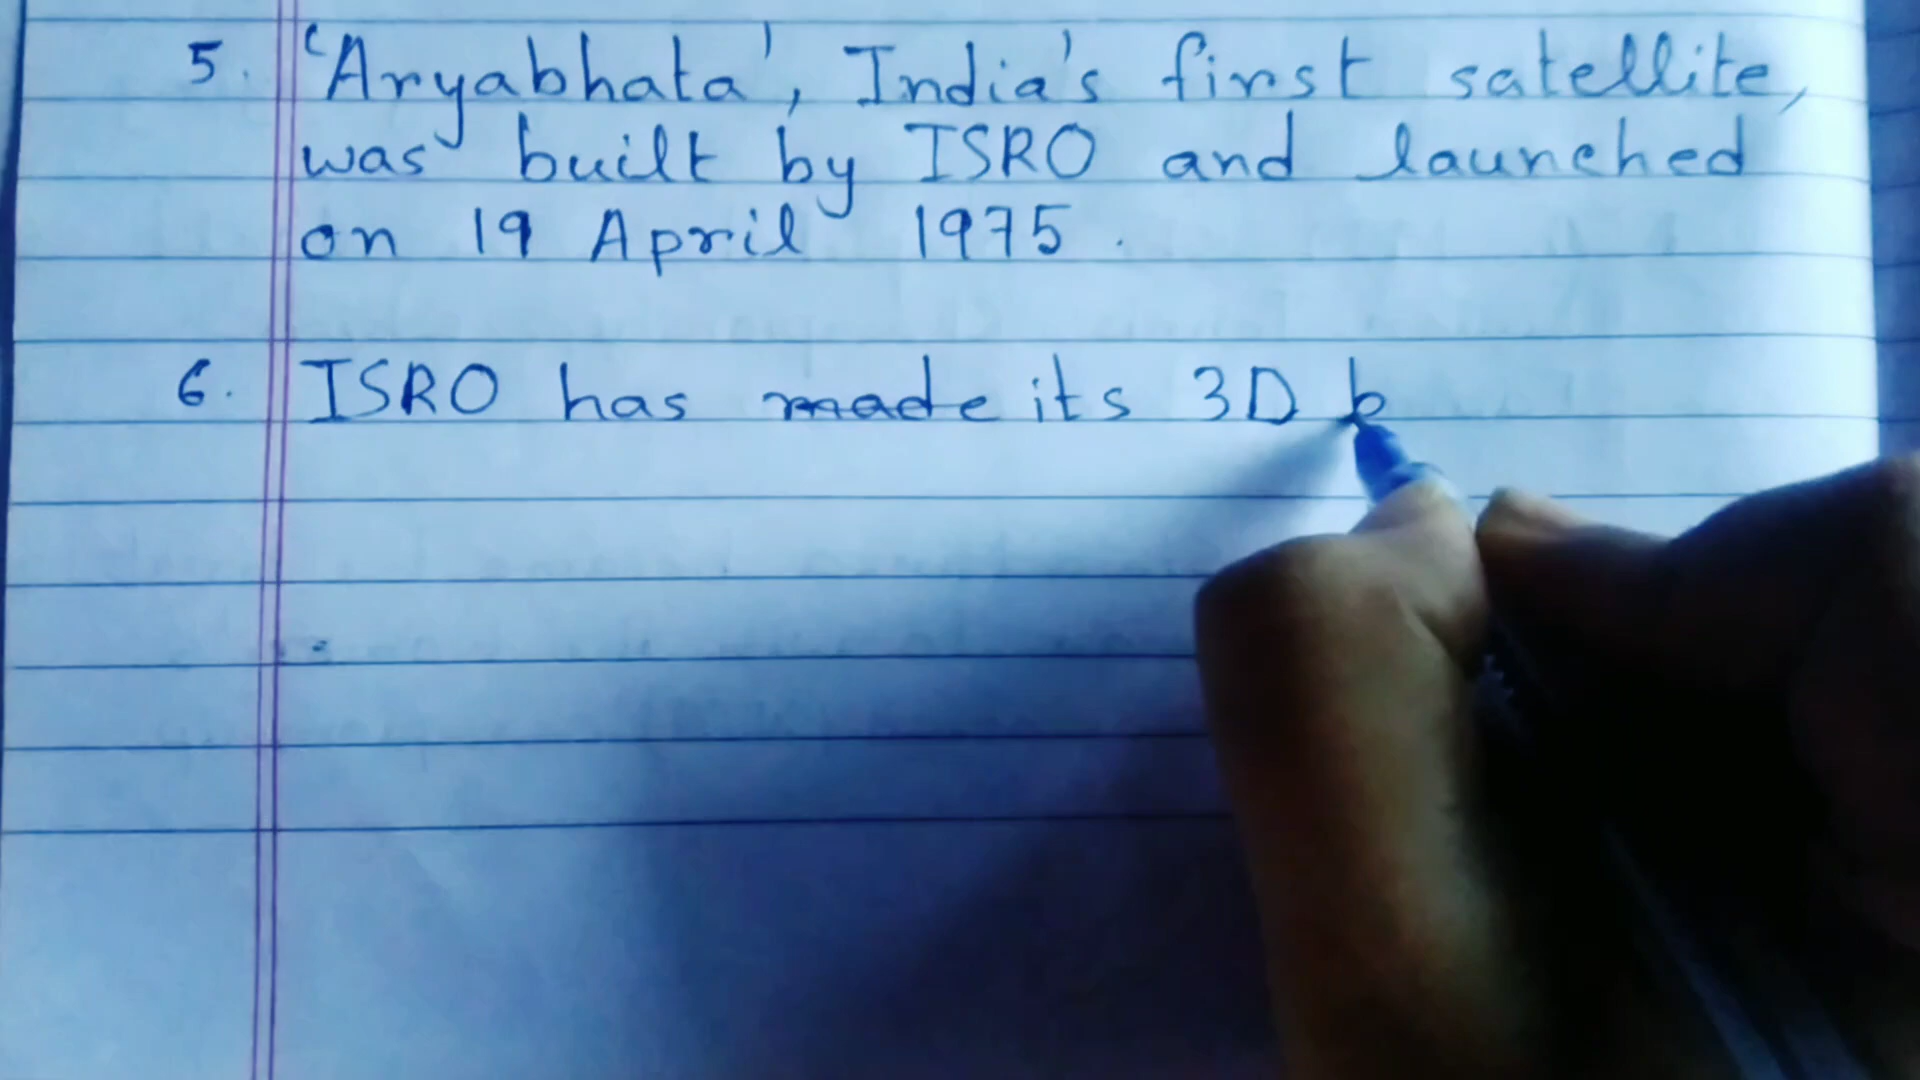 5. 'Aryabhata', India's first satellite,
was built by ISRO and launched
on 19 April 1975.
6. ISRO has made its 3D b